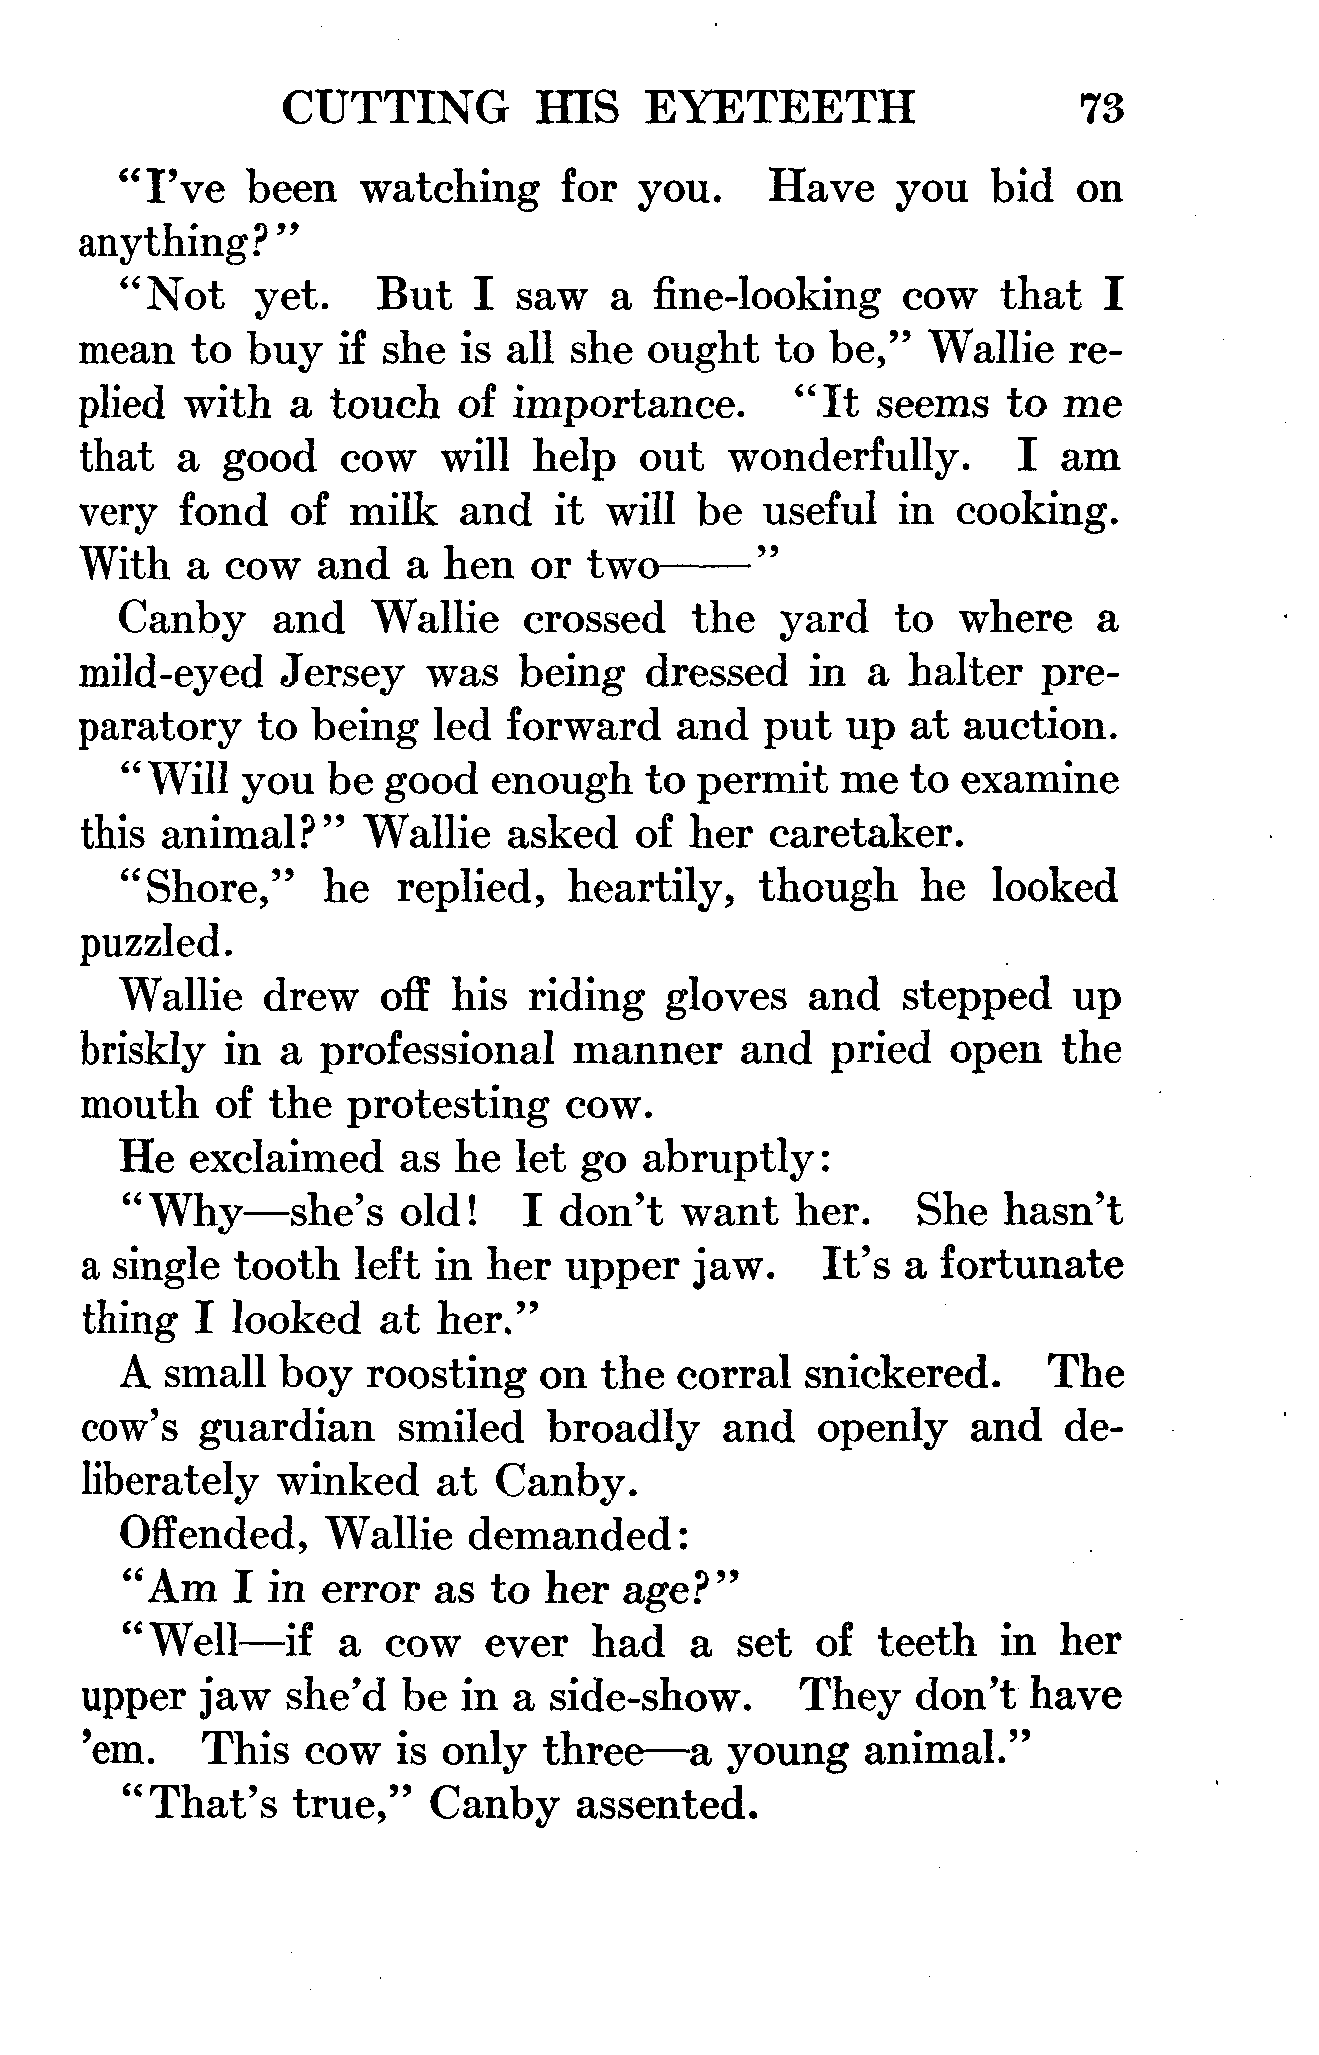 CUTTING HIS EYETEETH 73
“I’ve been watching for you. Have you bid on
anything?”
“Not yet. But I saw a fine-looking cow that I
mean to buy if she is all she ought to be,” Wallie re-
plied with a touch of importance. “It seems to me
that a good cow will help out wonderfully. I am
very fond of milk and it will be useful in cooking.
With a cow and a hen or two——”
Canby and Wallie crossed the yard to where a
mild-eyed Jersey was being dressed in a halter pre-
paratory to being led forward and put up at auction.
“Will you be good enough to permit me to examine
this animal?” Wallie asked of her caretaker.
“Shore,” he replied, heartily, though he looked
puzzled.
Wallie drew off his riding gloves and stepped up
briskly in a professional manner and pried open the
mouth of the protesting cow.
He exclaimed as he let go abruptly:
“Why—she’s old! I don’t want her. She hasn’t
a single tooth left in her upper jaw. It’s a fortunate
thing I looked at her.”
A small boy roosting on the corral snickered. The
cow’s guardian smiled broadly and openly and de-
liberately winked at Canby.
Offended, Wallie demanded:
“Am I in error as to her age?”
“Well—if a cow ever had a set of teeth in her
upper jaw she’d be in a side-show. They don’t have
’em. This cow is only three—a young animal.”
“That’s true,” Canby assented.